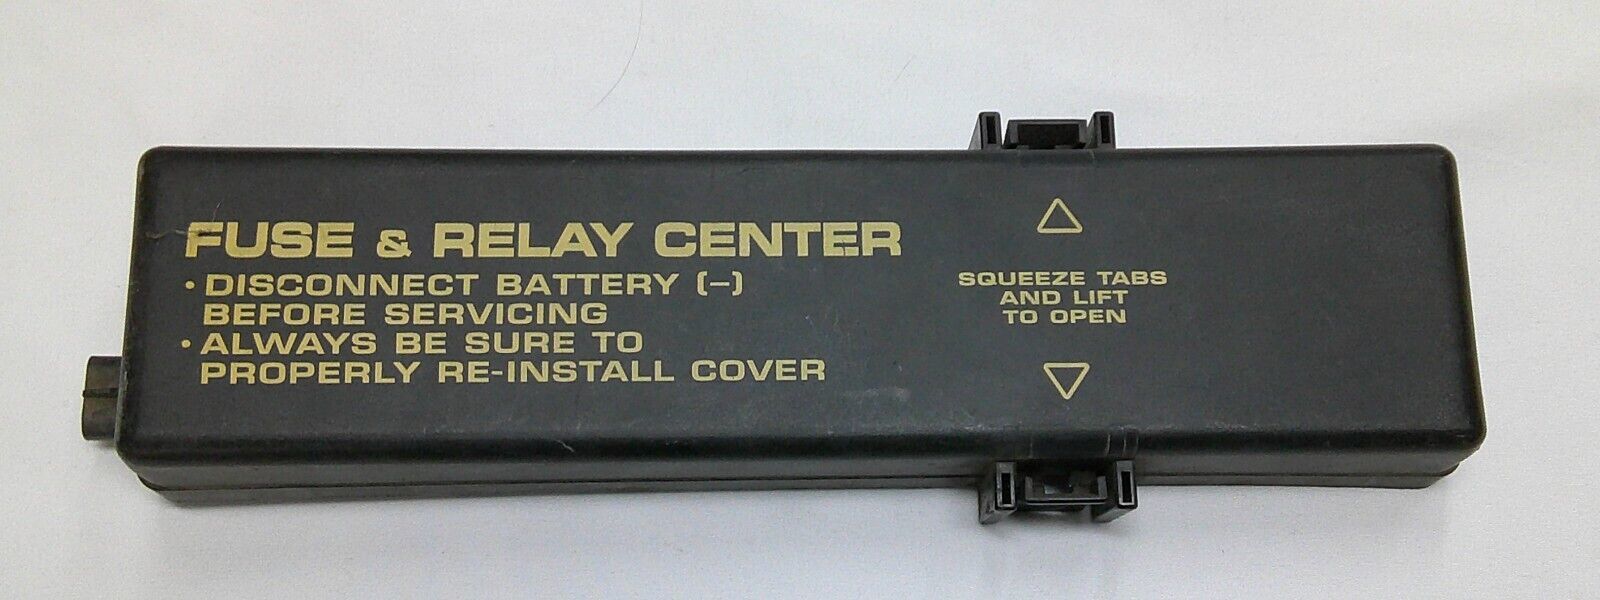 FUSE & RELAY CENTER
• DISCONNECT BATTERY (–)
BEFORE SERVICING
• ALWAYS BE SURE TO
PROPERLY RE-INSTALL COVER
SQUEEZE TABS
AND LIFT
TO OPEN